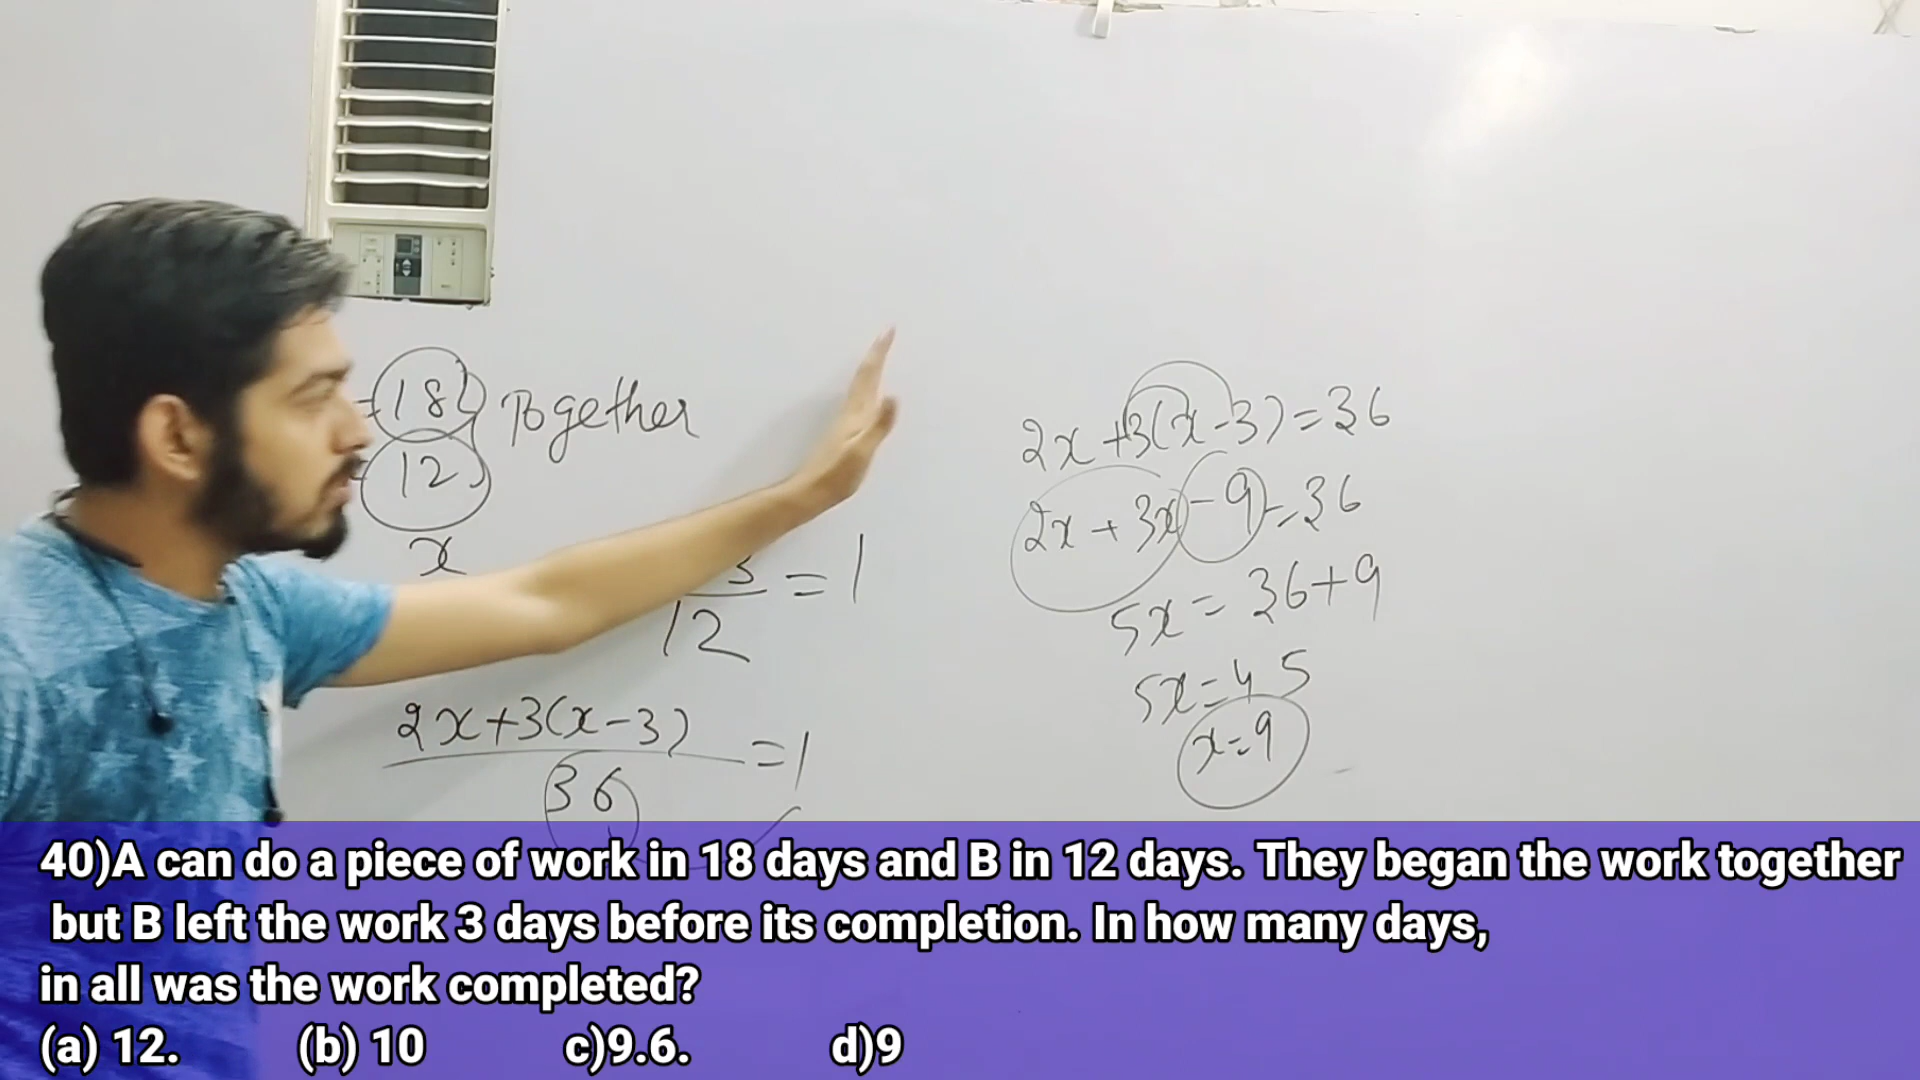 =18 Together
12
x
3
12 = 1
2x+3(x-3)
36 = 1
2x+3(x-3)=36
2x+3x-9=36
5x=36+9
5x=45
x=9
40)A can do a piece of work in 18 days and B in 12 days. They began the work together
but B left the work 3 days before its completion. In how many days,
in all was the work completed?
(a) 12. (b) 10 c)9.6. d)9